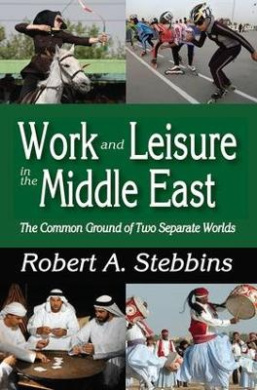 Work and Leisure
in the
Middle East
The Common Ground of Two Separate Worlds
Robert A. Stebbins